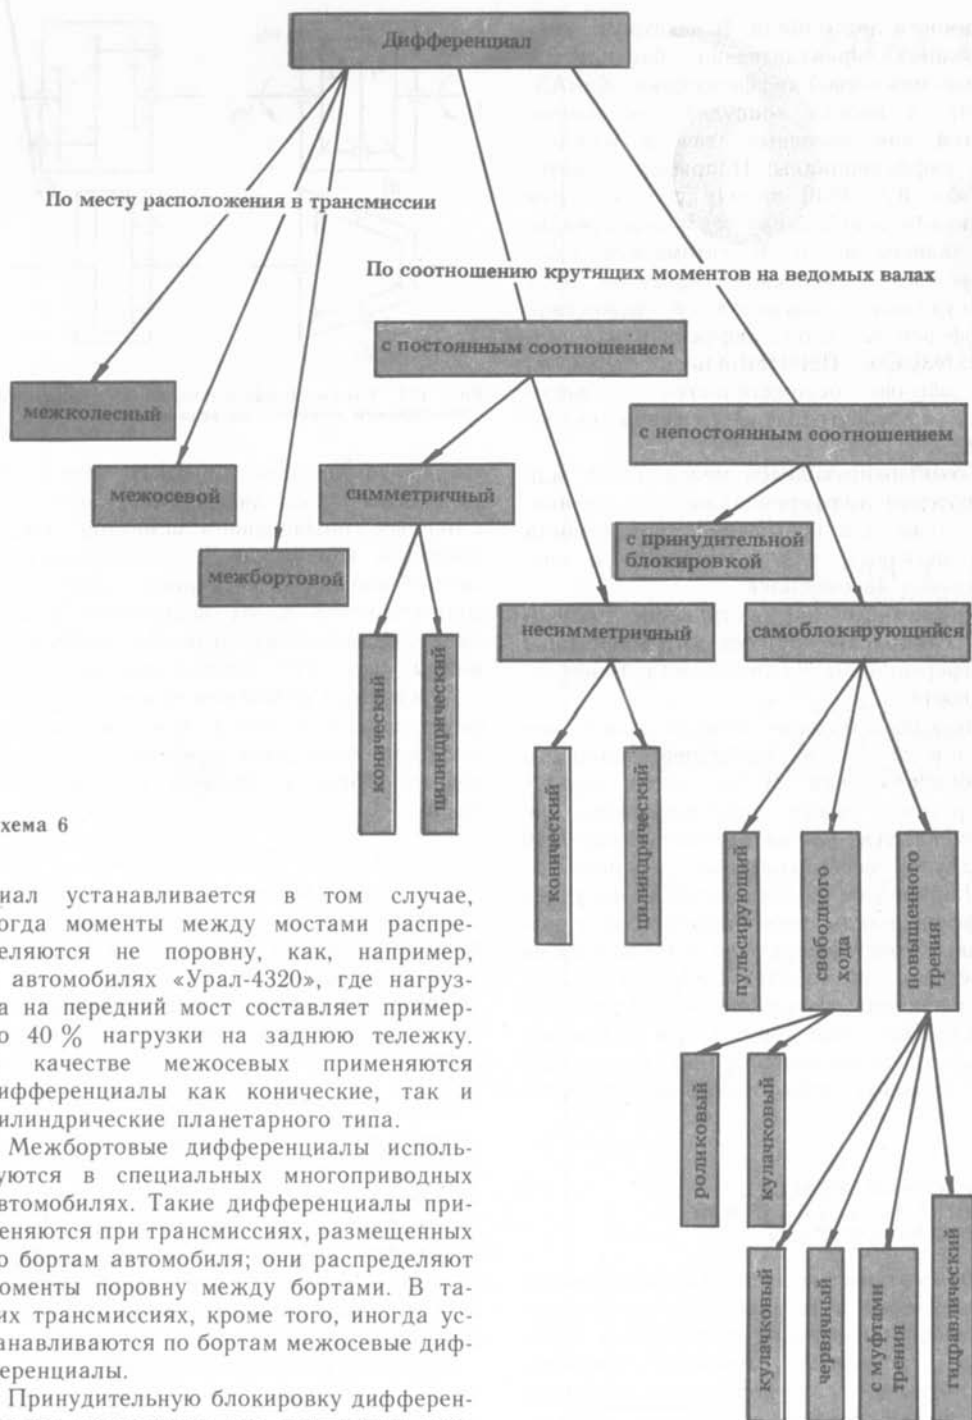 Дифференциал
По месту расположения в трансмиссии
По соотношению крутящих моментов на ведомых валах
с постоянным соотношением
межколесный
с непостоянным соотношением
межосевой
симметричный
с принудительной
блокировкой
межбортовой
несимметричный
самоблокирующийся
конический
цилиндрический
конический
цилиндрический
пульсирующий
свободного
хода
повышенного
трения
роликовый
кулачковый
кулачковый
червячный
с муфтами
трения
гидравлический
хема 6
иал устанавливается в том случае,
огда моменты между мостами распре-
еляются не поровну, как, например,
автомобилях «Урал-4320», где нагруз-
а на передний мост составляет пример-
о 40 % нагрузки на заднюю тележку.
качестве межосевых применяются
ифференциалы как конические, так и
илиндрические планетарного типа.
Межбортовые дифференциалы исполь-
уются в специальных многоприводных
втомобилях. Такие дифференциалы при-
еняются при трансмиссиях, размещенных
о бортам автомобиля; они распределяют
оменты поровну между бортами. В та-
их трансмиссиях, кроме того, иногда ус-
анавливаются по бортам межосевые диф-
еренциалы.
Принудительную блокировку дифферен-